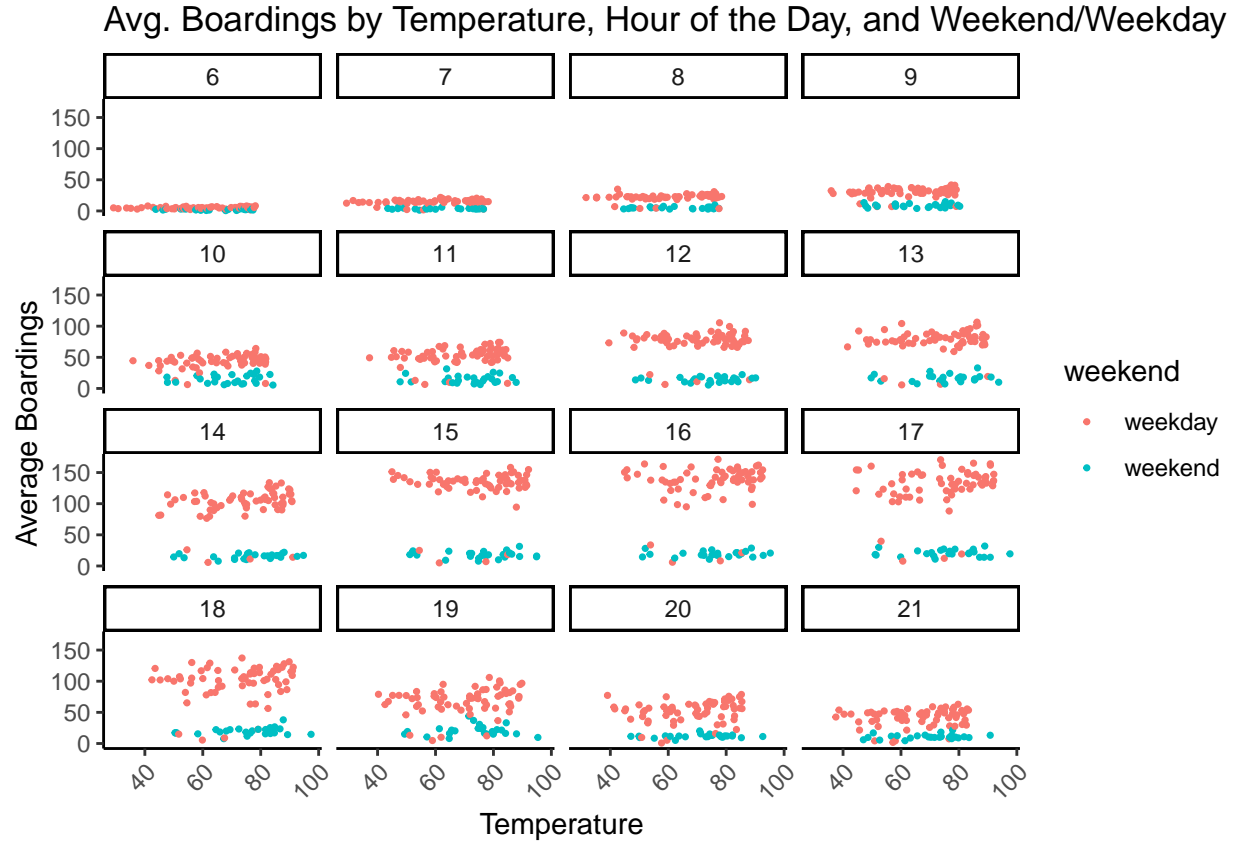 Avg. Boardings by Temperature, Hour of the Day, and Weekend/Weekday
6 7 8 9
150
100
50
0
10 11 12 13
150
100
50
0
14 15 16 17
150
100
50
0
18 19 20 21
150
100
50
0
40 60 80 100 40 60 80 100 40 60 80 100 40 60 80 100
Temperature
Average Boardings
weekend
weekday
weekend